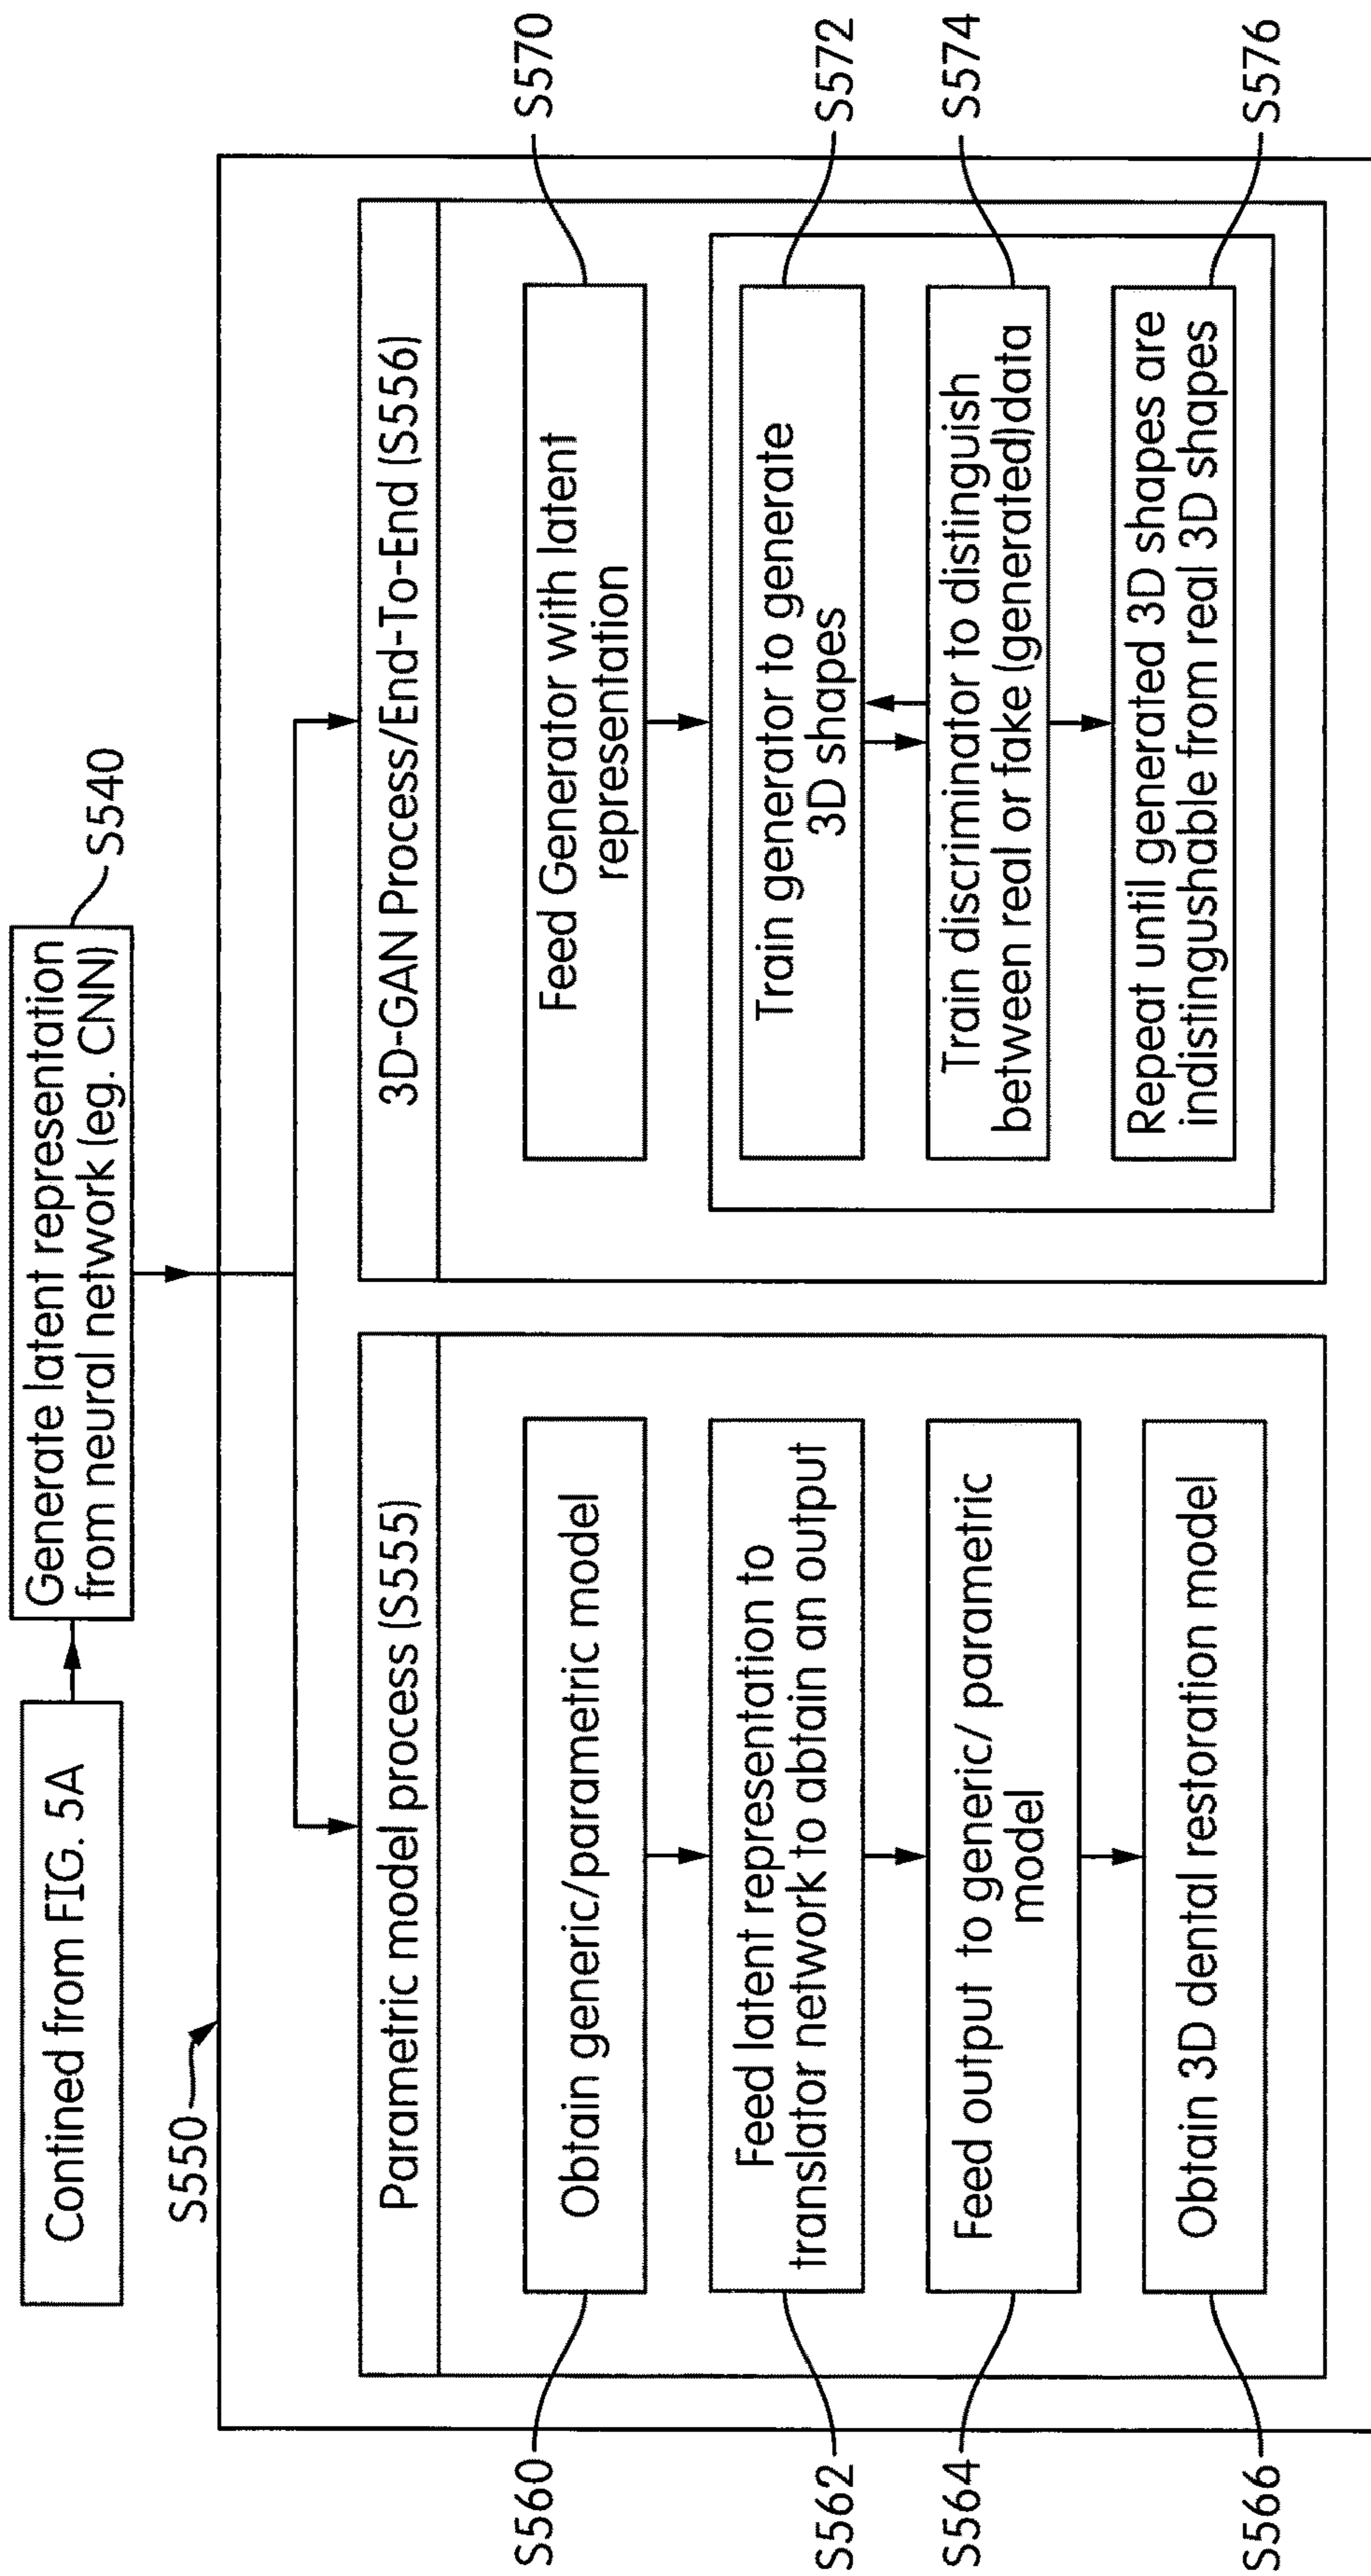 Contined from FIG. 5A
Generate latent representation
from neural network (eg. CNN)
S540
S550
Parametric model process (S555)
S560
Obtain generic/parametric model
S562
Feed latent representation to
translator network to abtain an output
S564
Feed output to generic/ parametric
model
S566
Obtain 3D dental restoration model
3D-GAN Process/End-To-End (S556)
Feed Generator with latent
representation
S570
Train generator to generate
3D shapes
S572
Train discriminator to distinguish
between real or fake (generated)data
S574
Repeat until generated 3D shapes are
indistingushable from real 3D shapes
S576